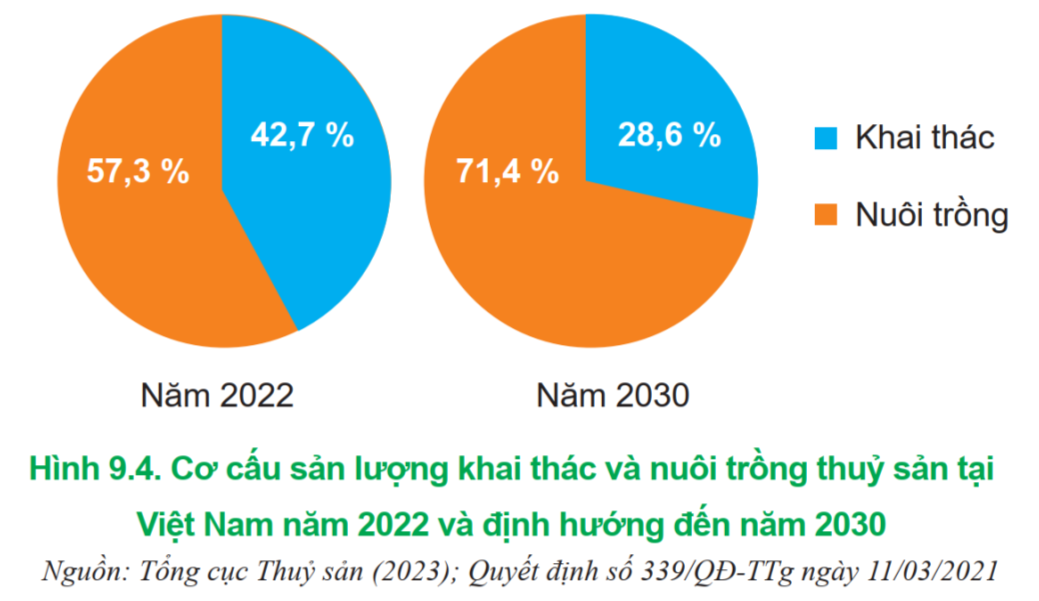 42,7 %
57,3 %
28,6 %
71,4 %
Khai thác
Nuôi trồng
Năm 2022
Năm 2030
Hình 9.4. Cơ cấu sản lượng khai thác và nuôi trồng thuỷ sản tại
Việt Nam năm 2022 và định hướng đến năm 2030
Nguồn: Tổng cục Thuỷ sản (2023); Quyết định số 339/QĐ-TTg ngày 11/03/2021